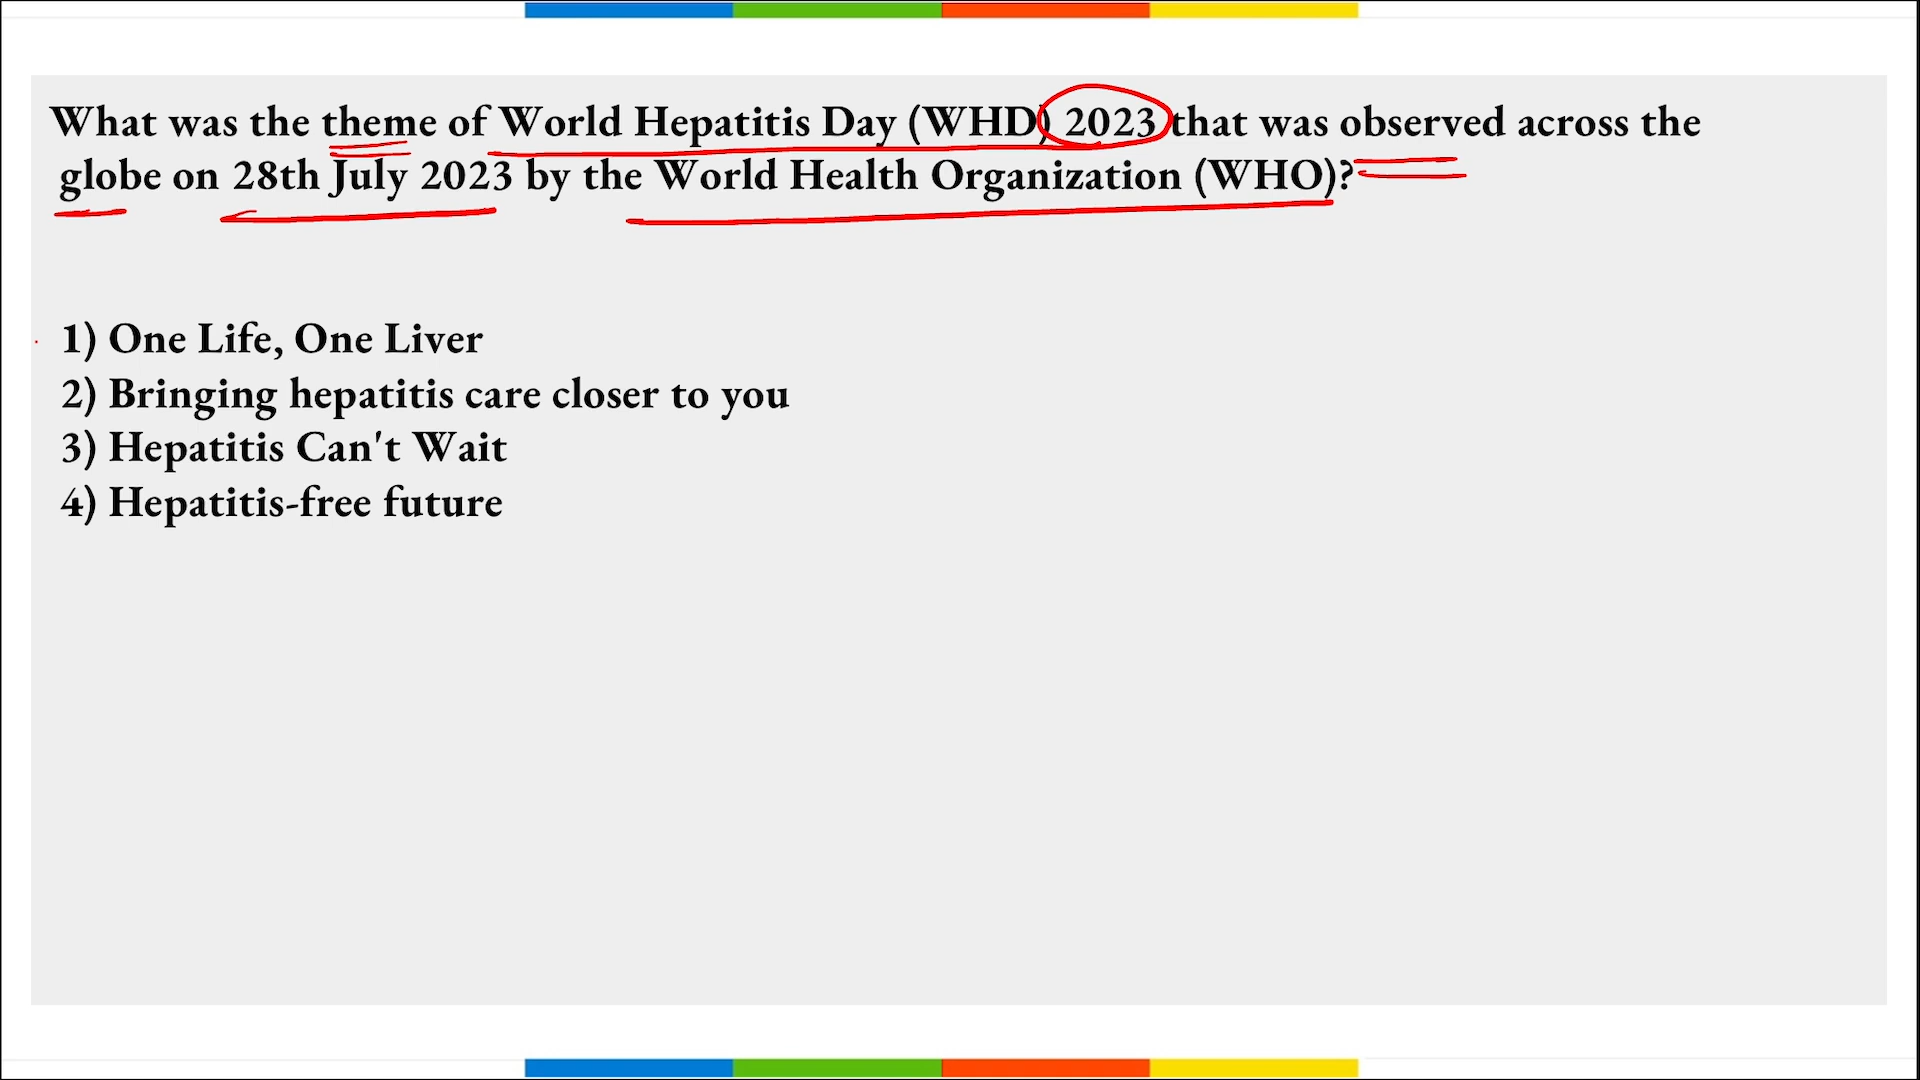 What was the theme of World Hepatitis Day (WHD) 2023 that was observed across the
globe on 28th July 2023 by the World Health Organization (WHO)?
1) One Life, One Liver
2) Bringing hepatitis care closer to you
3) Hepatitis Can't Wait
4) Hepatitis-free future